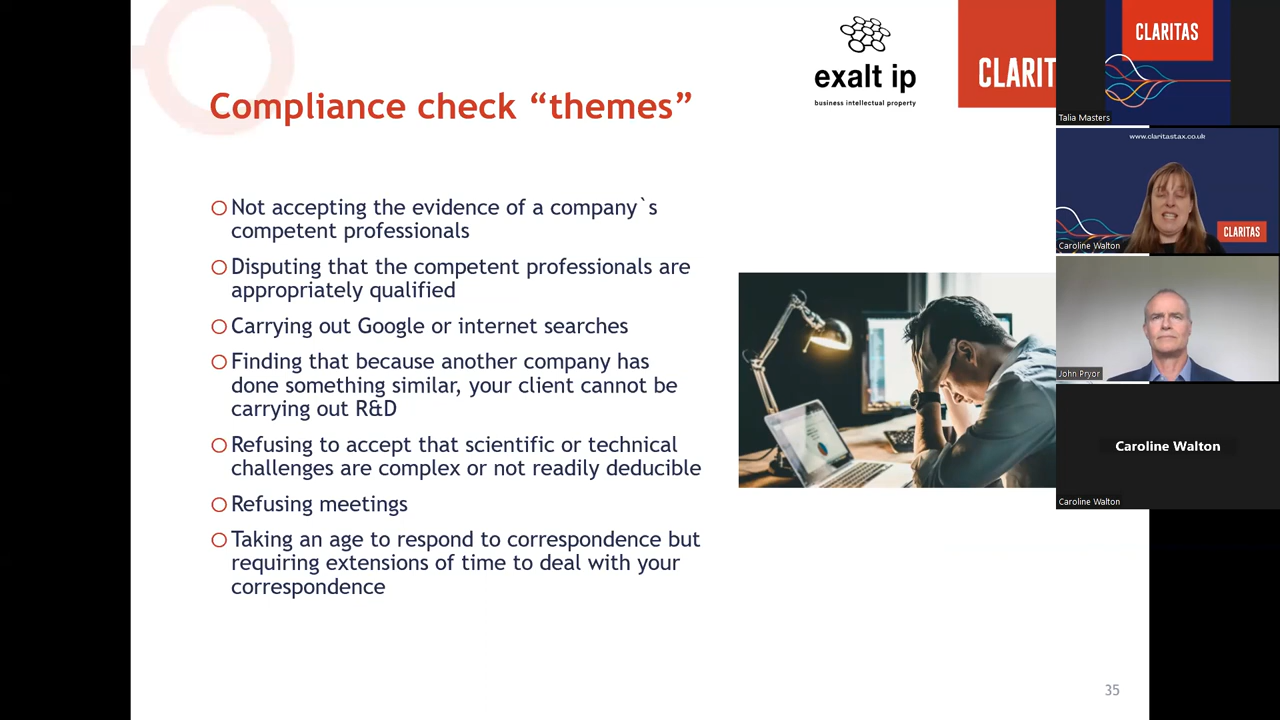 Compliance check “themes”
exalt ip
business intellectual property
CLARIT
Not accepting the evidence of a company`s
competent professionals
Disputing that the competent professionals are
appropriately qualified
Carrying out Google or internet searches
Finding that because another company has
done something similar, your client cannot be
carrying out R&D
Refusing to accept that scientific or technical
challenges are complex or not readily deducible
Refusing meetings
Taking an age to respond to correspondence but
requiring extensions of time to deal with your
correspondence
35
CLARITAS
Talia Masters
www.claritastax.co.uk
CLARITAS
Caroline Walton
John Pryor
Caroline Walton
Caroline Walton